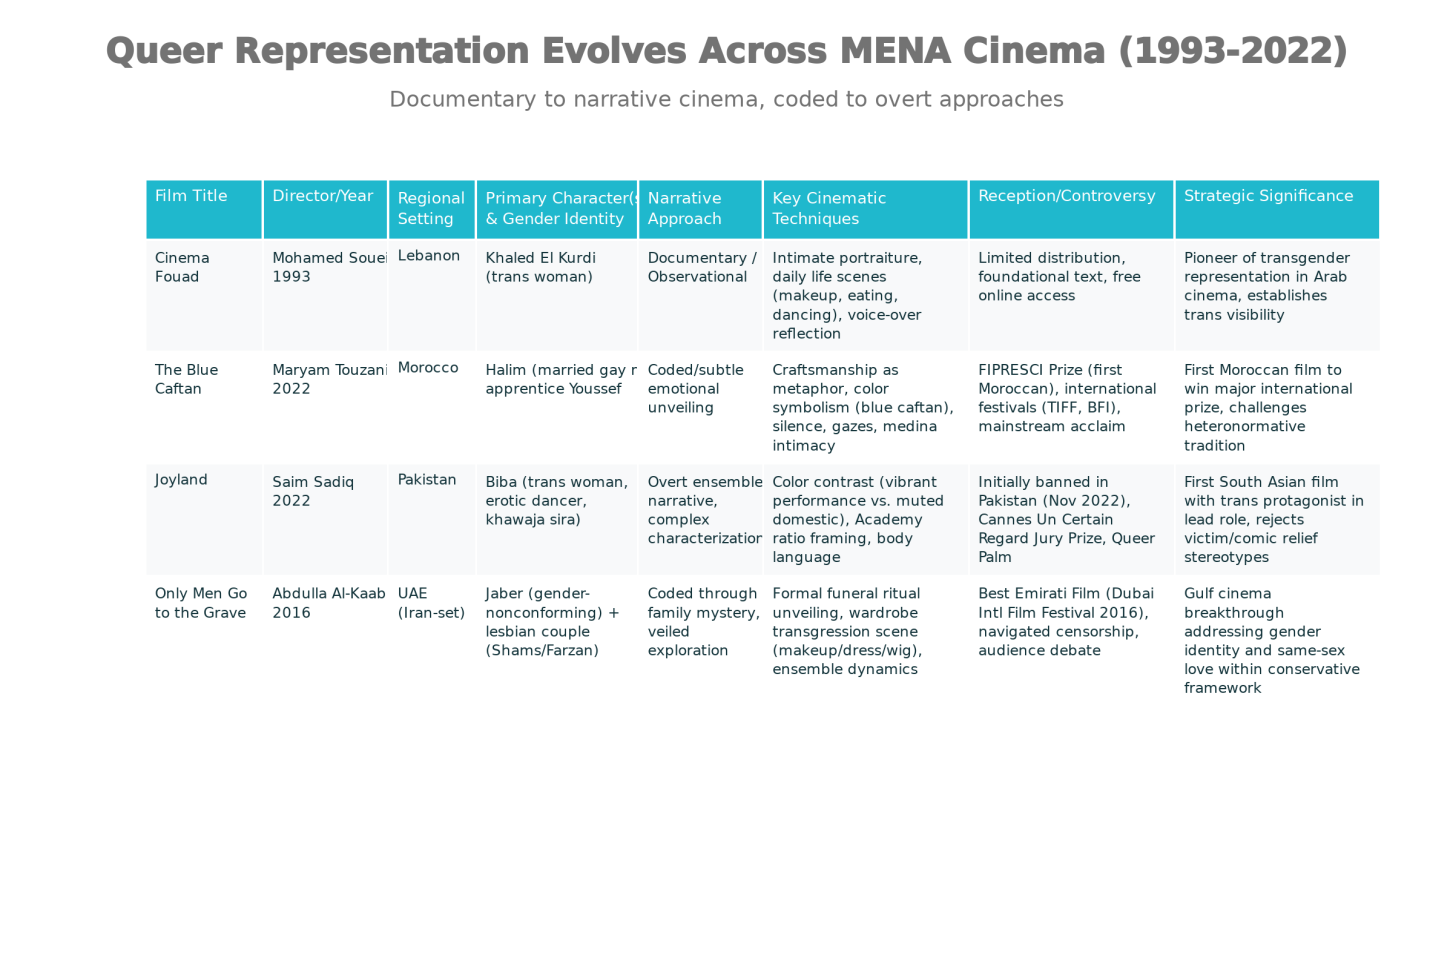 Queer Representation Evolves Across MENA Cinema (1993-2022)
Documentary to narrative cinema, coded to overt approaches
Film Title
Director/Year
Regional
Setting
Primary Character(s
& Gender Identity
Narrative
Approach
Key Cinematic
Techniques
Reception/Controversy
Strategic Significance
Cinema
Fouad
Mohamed Souei
1993
Lebanon
Khaled El Kurdi
(trans woman)
Documentary /
Observational
Intimate portraiture,
daily life scenes
(makeup, eating,
dancing), voice-over
reflection
Limited distribution,
foundational text, free
online access
Pioneer of transgender
representation in Arab
cinema, establishes
trans visibility
The Blue
Caftan
Maryam Touzani
2022
Morocco
Halim (married gay
apprentice Youssef
Coded/subtle
emotional
unveiling
Craftsmanship as
metaphor, color
symbolism (blue caftan),
silence, gazes, medina
intimacy
FIPRESCI Prize (first
Moroccan), international
festivals (TIFF, BFI),
mainstream acclaim
First Moroccan film to
win major international
prize, challenges
heteronormative
tradition
Joyland
Saim Sadiq
2022
Pakistan
Biba (trans woman,
erotic dancer,
khawaja sira)
Overt ensemble
narrative,
complex
characterization
Color contrast (vibrant
performance vs. muted
domestic), Academy
ratio framing, body
language
Initially banned in
Pakistan (Nov 2022),
Cannes Un Certain
Regard Jury Prize, Queer
Palm
First South Asian film
with trans protagonist in
lead role, rejects
victim/comic relief
stereotypes
Only Men Go
to the Grave
Abdulla Al-Kaab
2016
UAE
(Iran-set)
Jaber (gender-
nonconforming) +
lesbian couple
(Shams/Farzan)
Coded through
family mystery,
veiled
exploration
Formal funeral ritual
unveiling, wardrobe
transgression scene
(makeup/dress/wig),
ensemble dynamics
Best Emirati Film (Dubai
Intl Film Festival 2016),
navigated censorship,
audience debate
Gulf cinema
breakthrough
addressing gender
identity and same-sex
love within conservative
framework